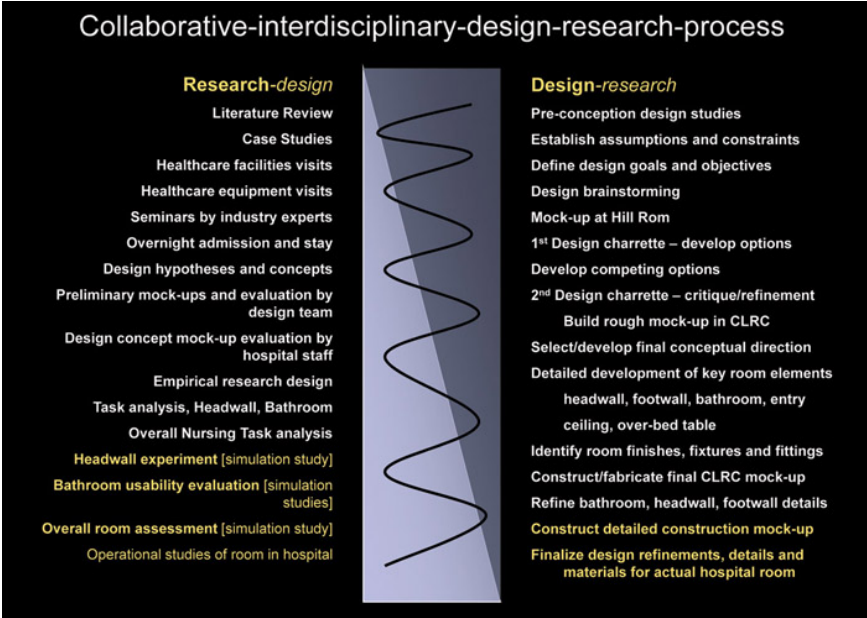 Collaborative-interdisciplinary-design-research-process
Research-design
Literature Review
Case Studies
Healthcare facilities visits
Healthcare equipment visits
Seminars by industry experts
Overnight admission and stay
Design hypotheses and concepts
Preliminary mock-ups and evaluation by
design team
Design concept mock-up evaluation by
hospital staff
Empirical research design
Task analysis, Headwall, Bathroom
Overall Nursing Task analysis
Headwall experiment [simulation study]
Bathroom usability evaluation [simulation
studies]
Overall room assessment [simulation study]
Operational studies of room in hospital
Design-research
Pre-conception design studies
Establish assumptions and constraints
Define design goals and objectives
Design brainstorming
Mock-up at Hill Rom
1st Design charrette – develop options
Develop competing options
2nd Design charrette – critique/refinement
Build rough mock-up in CLRC
Select/develop final conceptual direction
Detailed development of key room elements
headwall, footwall, bathroom, entry
ceiling, over-bed table
Identify room finishes, fixtures and fittings
Construct/fabricate final CLRC mock-up
Refine bathroom, headwall, footwall details
Construct detailed construction mock-up
Finalize design refinements, details and
materials for actual hospital room